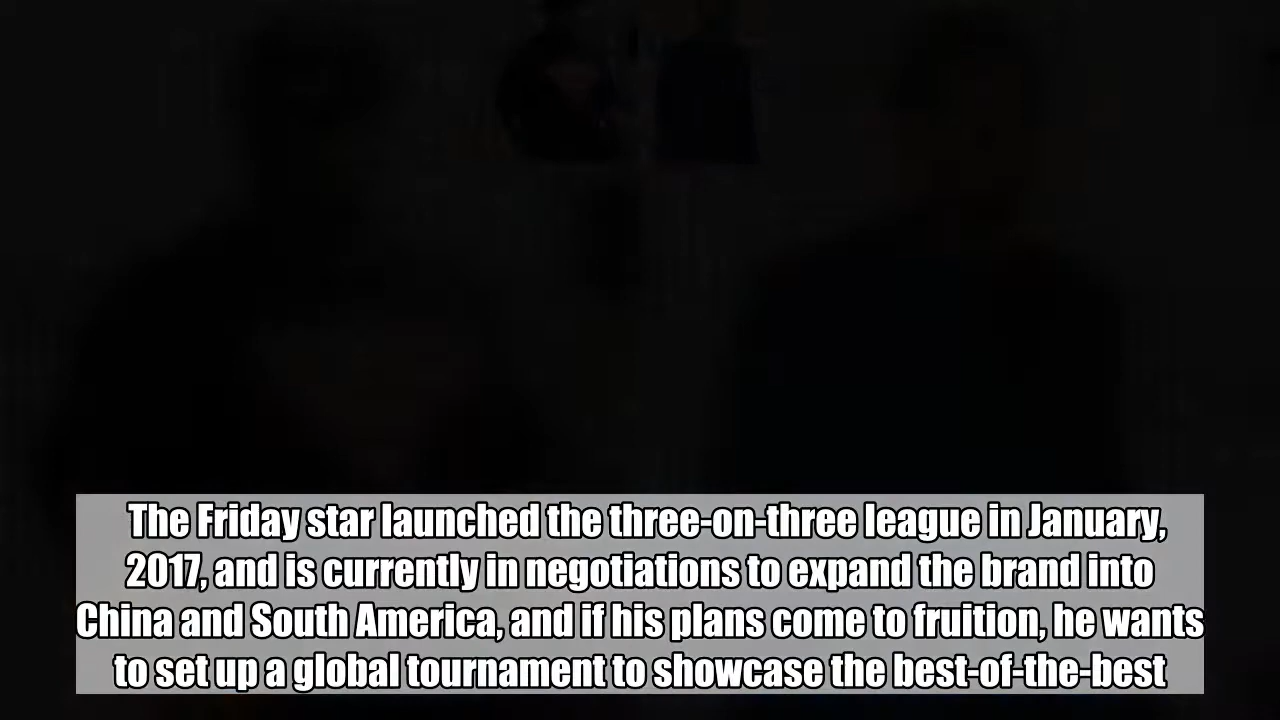 The Friday star launched the three-on-three league in January,
2017, and is currently in negotiations to expand the brand into
China and South America, and if his plans come to fruition, he wants
to set up a global tournament to showcase the best-of-the-best